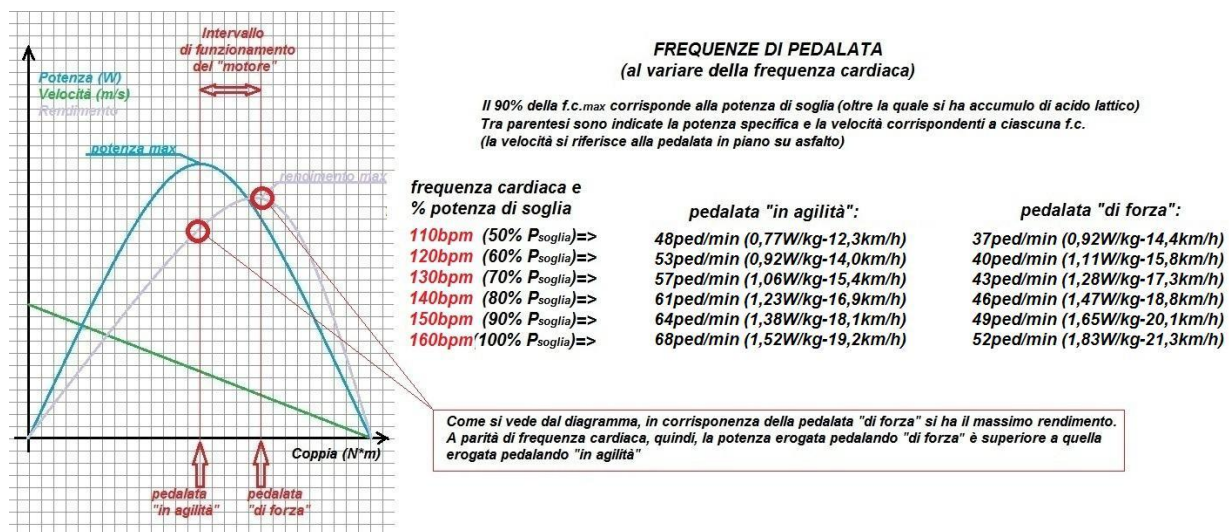 Intervallo
di funzionamento
del "motore"
Potenza (W)
Velocità (m/s)
Rendimento
potenza max
rendimento max
Coppia (N*m)
pedalata
"in agilità"
pedalata
"di forza"
FREQUENZE DI PEDALATA
(al variare della frequenza cardiaca)
Il 90% della f.c.max corrisponde alla potenza di soglia (oltre la quale si ha accumulo di acido lattico)
Tra parentesi sono indicate la potenza specifica e la velocità corrispondenti a ciascuna f.c.
(la velocità si riferisce alla pedalata in piano su asfalto)
frequenza cardiaca e
% potenza di soglia pedalata "in agilità": pedalata "di forza":
110bpm (50% Psoglia)=> 48ped/min (0,77W/kg-12,3km/h) 37ped/min (0,92W/kg-14,4km/h)
120bpm (60% Psoglia)=> 53ped/min (0,92W/kg-14,0km/h) 40ped/min (1,11W/kg-15,8km/h)
130bpm (70% Psoglia)=> 57ped/min (1,06W/kg-15,4km/h) 43ped/min (1,28W/kg-17,3km/h)
140bpm (80% Psoglia)=> 61ped/min (1,23W/kg-16,9km/h) 46ped/min (1,47W/kg-18,8km/h)
150bpm (90% Psoglia)=> 64ped/min (1,38W/kg-18,1km/h) 49ped/min (1,65W/kg-20,1km/h)
160bpm(100% Psoglia)=> 68ped/min (1,52W/kg-19,2km/h) 52ped/min (1,83W/kg-21,3km/h)
Come si vede dal diagramma, in corrisponenza della pedalata "di forza" si ha il massimo rendimento.
A parità di frequenza cardiaca, quindi, la potenza erogata pedalando "di forza" è superiore a quella
erogata pedalando "in agilità"